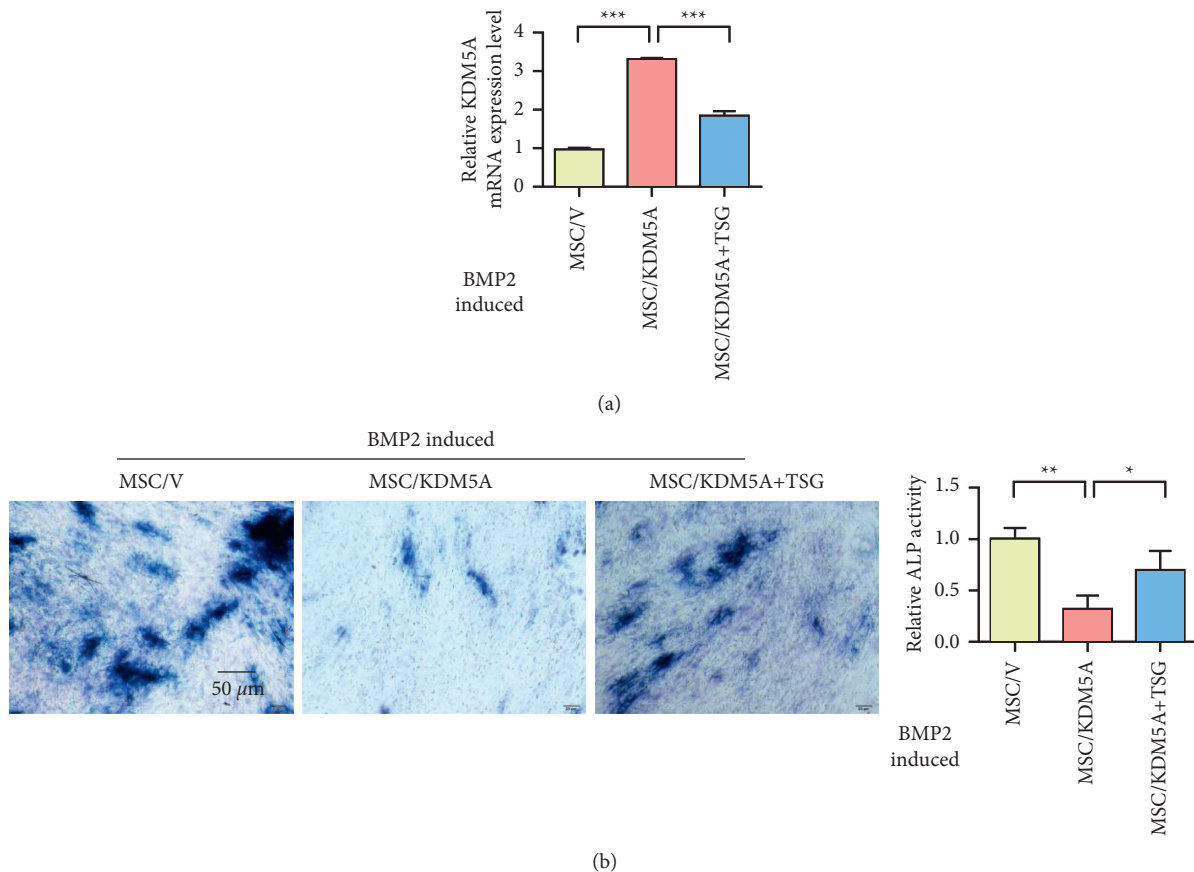 ***
***
Relative KDM5A
mRNA expression level
4
3
2
1
0
MSC/V
MSC/KDM5A
MSC/KDM5A+TSG
BMP2
induced
(a)
BMP2 induced
MSC/V
MSC/KDM5A
MSC/KDM5A+TSG
50 μm
**
*
Relative ALP activity
1.5
1.0
0.5
0.0
MSC/V
MSC/KDM5A
MSC/KDM5A+TSG
BMP2
induced
(b)